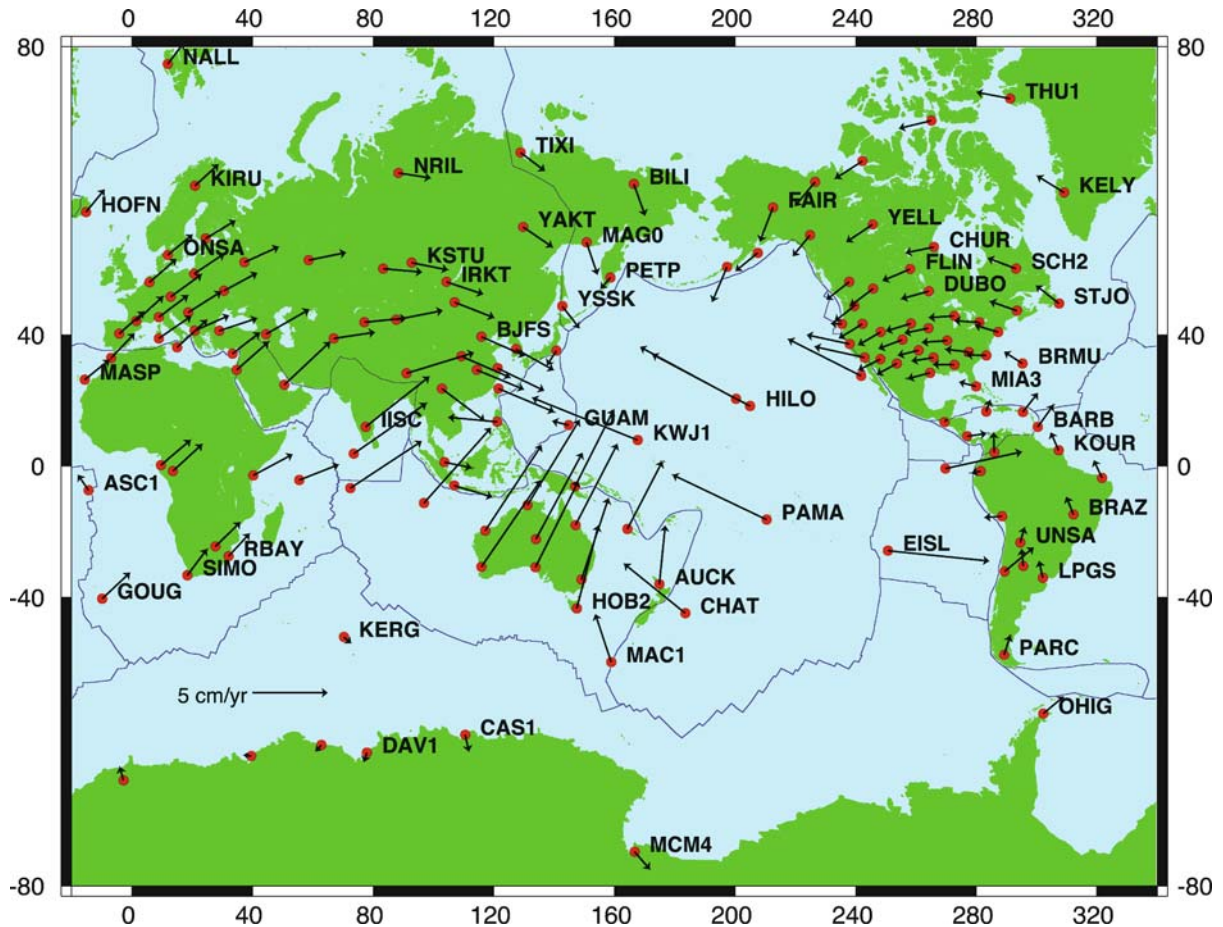 0 40 80 120 160 200 240 280 320
80 80
NALL
THU1
TIXI
NRIL
BILI
KIRU
KELY
HOFN
FAIR
YAKT
YELL
MAG0
ONSA
CHUR
KSTU
FLIN
SCH2
IRKT
PETP
DUBO
STJO
YSSK
40 BJFS 40
BRMU
MASP
MIA3
HILO
IISC
GUAM
BARB
KWJ1
KOUR
0 0
ASC1
BRAZ
PAMA
UNSA
EISL
RBAY
SIMO
LPGS
AUCK
GOUG
HOB2
CHAT
-40 -40
KERG
MAC1
PARC
5 cm/yr
OHIG
CAS1
DAV1
MCM4
-80 -80
0 40 80 120 160 200 240 280 320